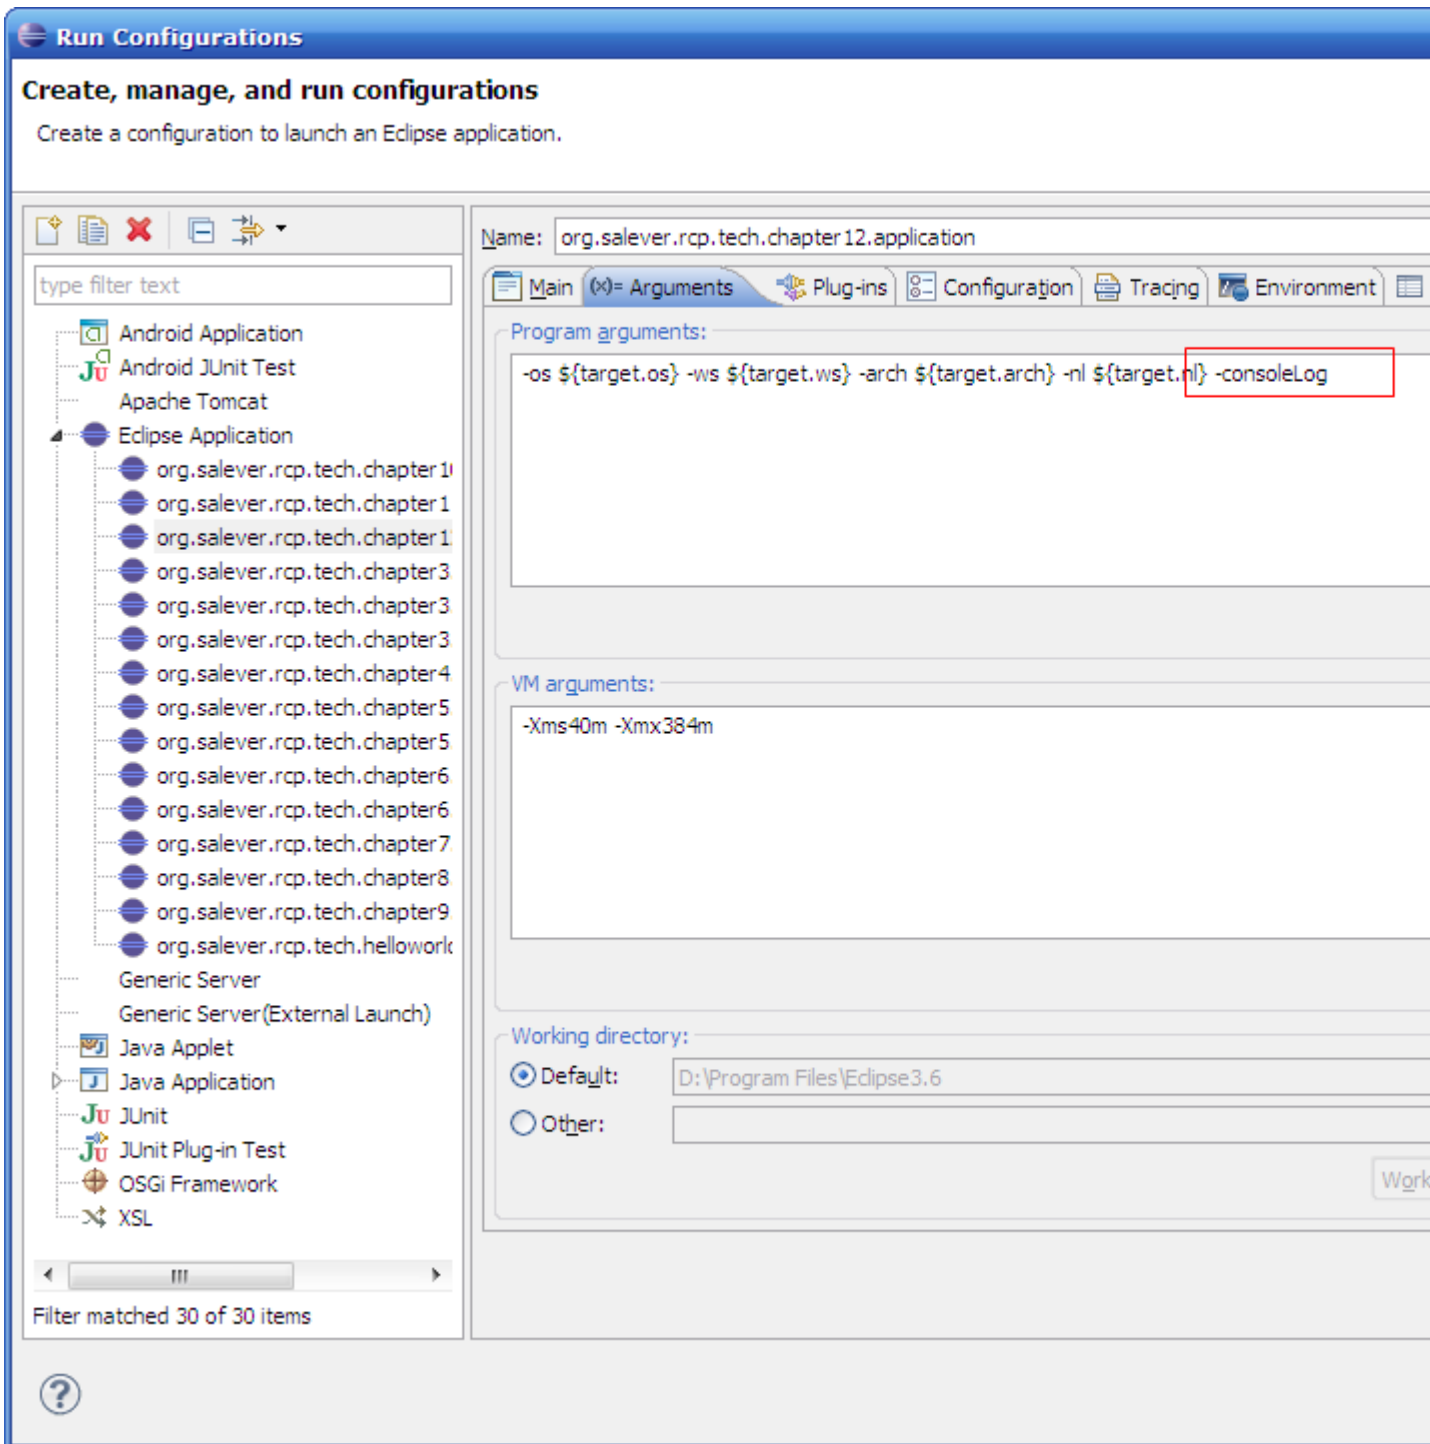 Run Configurations
Create, manage, and run configurations
Create a configuration to launch an Eclipse application.
type filter text
Android Application
Android JUnit Test
Apache Tomcat
Eclipse Application
org.salever.rcp.tech.chapter1
org.salever.rcp.tech.chapter1
org.salever.rcp.tech.chapter1
org.salever.rcp.tech.chapter3.
org.salever.rcp.tech.chapter3.
org.salever.rcp.tech.chapter3.
org.salever.rcp.tech.chapter4
org.salever.rcp.tech.chapter5.
org.salever.rcp.tech.chapter5.
org.salever.rcp.tech.chapter6.
org.salever.rcp.tech.chapter6.
org.salever.rcp.tech.chapter7.
org.salever.rcp.tech.chapter8.
org.salever.rcp.tech.chapter9.
org.salever.rcp.tech.helloworl
Generic Server
Generic Server(External Launch)
Java Applet
Java Application
JUnit
JUnit Plug-in Test
OSGi Framework
XSL
Filter matched 30 of 30 items
Name: org.salever.rcp.tech.chapter12.application
Main (x)= Arguments Plug-ins Configuration Tracing Environment
Program arguments:
-os ${target.os} -ws ${target.ws} -arch ${target.arch} -nl ${target.nl} -consoleLog
VM arguments:
-Xms40m -Xmx384m
Working directory:
Default: D:\Program Files\Eclipse3.6
Other:
Work